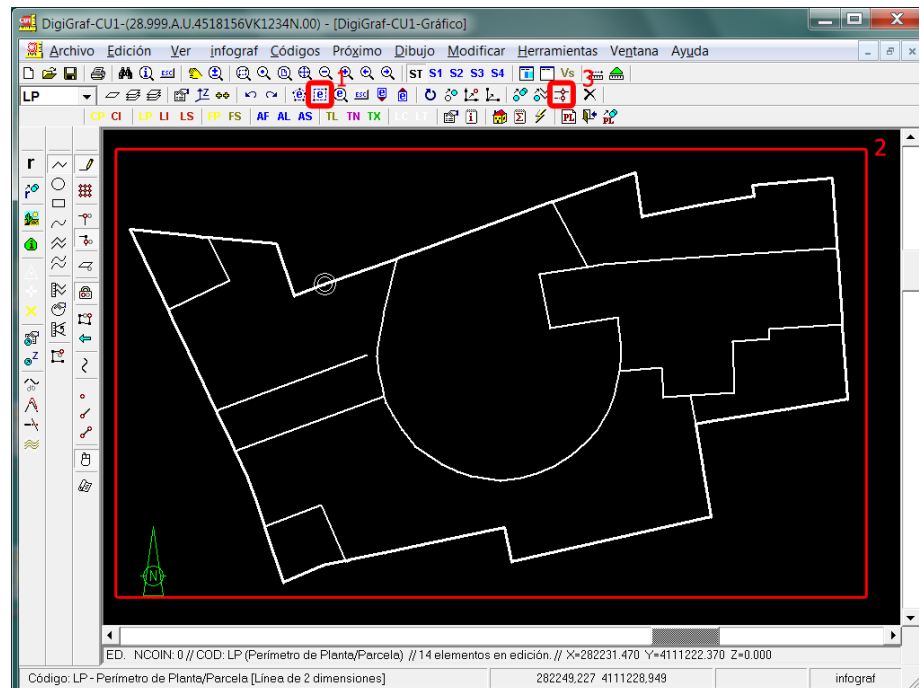 DigiGraf-CU1-(28.999.A.U.4518156VK1234N.00) - [DigiGraf-CU1-Gráfico]
Archivo Edición Ver infograf Códigos Próximo Dibujo Modificar Herramientas Ventana Ayuda
1
ST S1 S2 S3 S4 Vs
3
LP
CP CI LP LI LS FP FS AF AL AS TL TN TX LC LT PL
2
r
N
ED. NCOIN: 0 // COD: LP (Perímetro de Planta/Parcela) // 14 elementos en edición. // X=282231.470 Y=4111222.370 Z=0.000
Código: LP - Perímetro de Planta/Parcela [Línea de 2 dimensiones] 282249,227 4111228,949 infograf